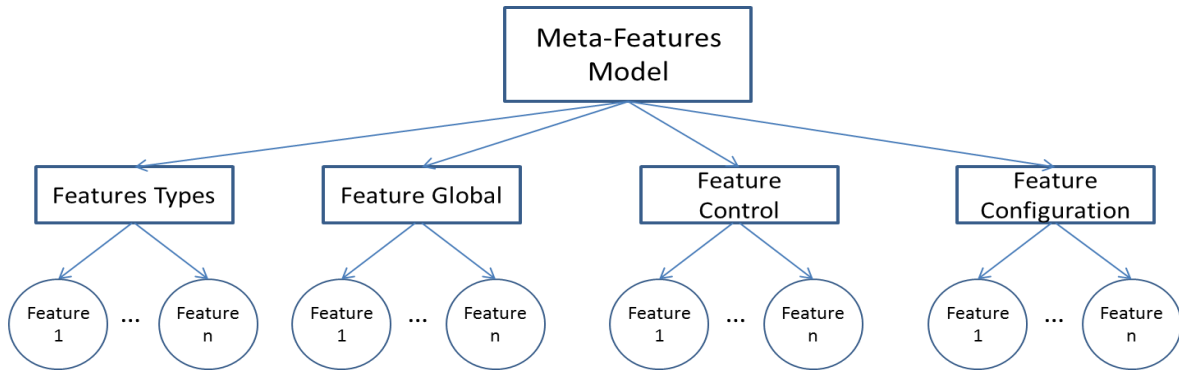 Meta-Features
Model
Features Types
Feature Global
Feature
Control
Feature
Configuration
Feature
1
...
Feature
n
Feature
1
...
Feature
n
Feature
1
...
Feature
n
Feature
1
...
Feature
n